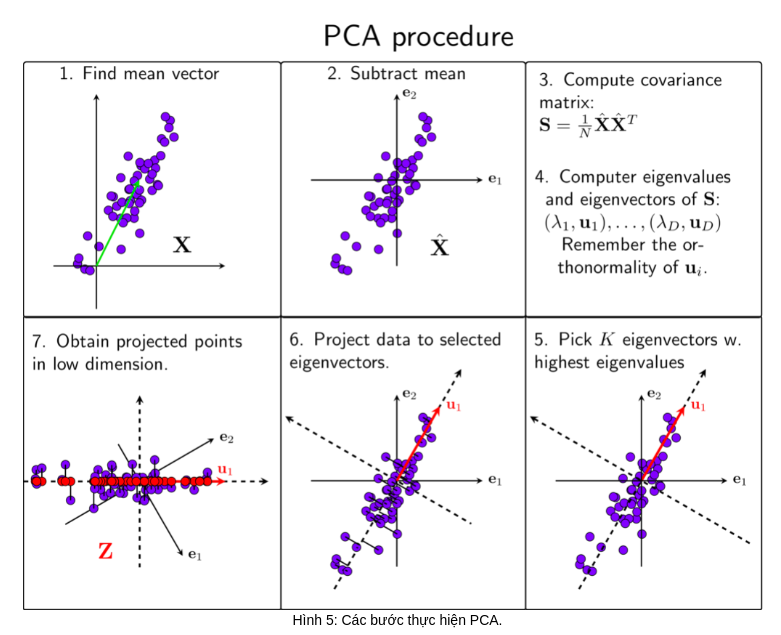 PCA procedure
1. Find mean vector
X
2. Subtract mean
e₂
e₁
X̂
3. Compute covariance
matrix:
S = 1/N X̂X̂ᵀ
4. Computer eigenvalues
and eigenvectors of S:
(λ₁, u₁), . . . , (λ_D, u_D)
Remember the or-
thonormality of uᵢ.
7. Obtain projected points
in low dimension.
e₂
u₁
Z
e₁
6. Project data to selected
eigenvectors.
e₂
u₁
e₁
5. Pick K eigenvectors w.
highest eigenvalues
e₂
u₁
e₁
Hình 5: Các bước thực hiện PCA.